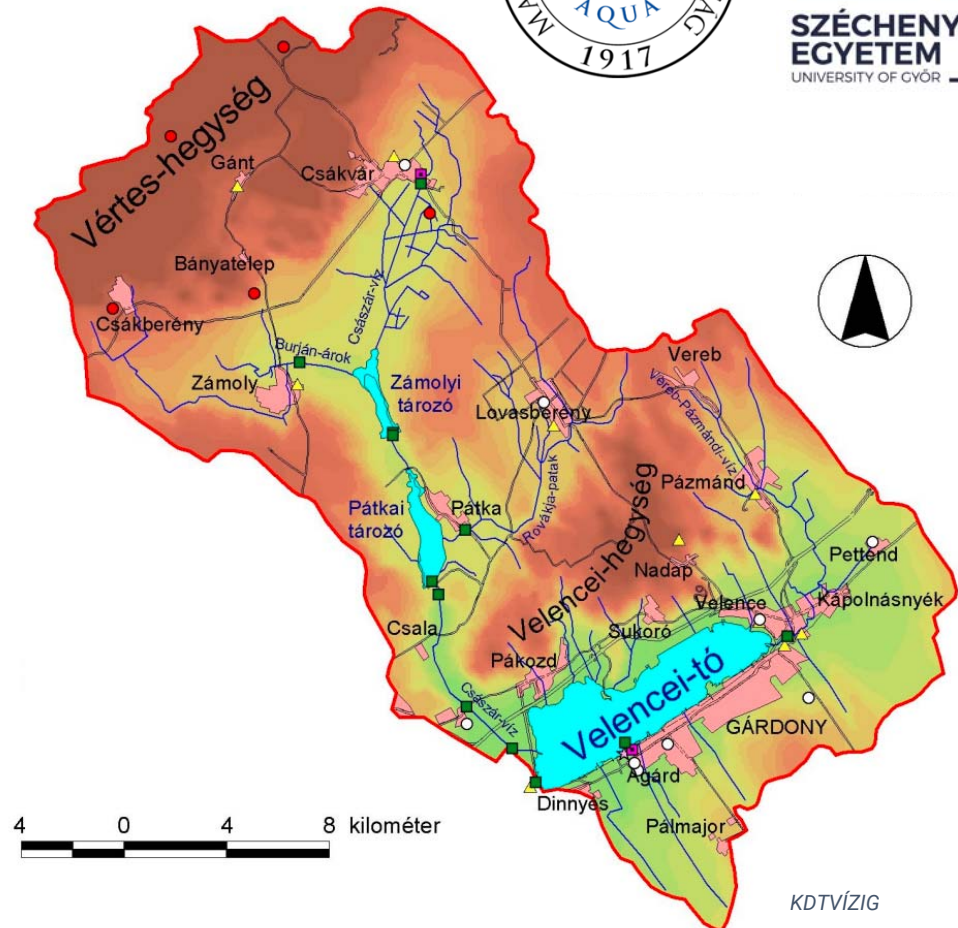 AQUA
1917
SZÉCHENY
EGYETEM
UNIVERSITY OF GYŐR
Vértes-hegység
Gánt
Csákvár
Bányatelep
Csákberény
Császár-víz
Burján-árok
Zámoly
Zámolyi
tározó
Vereb
Lovasberény
Vereb-Pázmándi-víz
Pázmánd
Pátkai
tározó
Pátka
Rovákja-patak
Velencei-hegység
Nadap
Pettend
Velence
Kápolnásnyék
Csala
Sukoró
Pákozd
Velencei-tó
Császár-víz
GÁRDONY
Agárd
Dinnyés
Pálmajor
4 0 4 8 kilométer
KDTVÍZIG